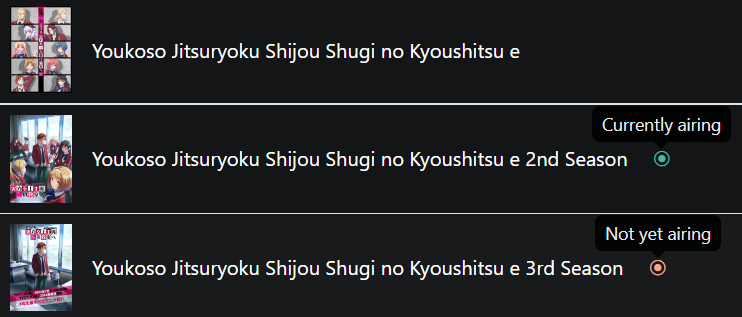 Youkoso Jitsuryoku Shijou Shugi no Kyoushitsu e
Currently airing
Youkoso Jitsuryoku Shijou Shugi no Kyoushitsu e 2nd Season
Not yet airing
Youkoso Jitsuryoku Shijou Shugi no Kyoushitsu e 3rd Season